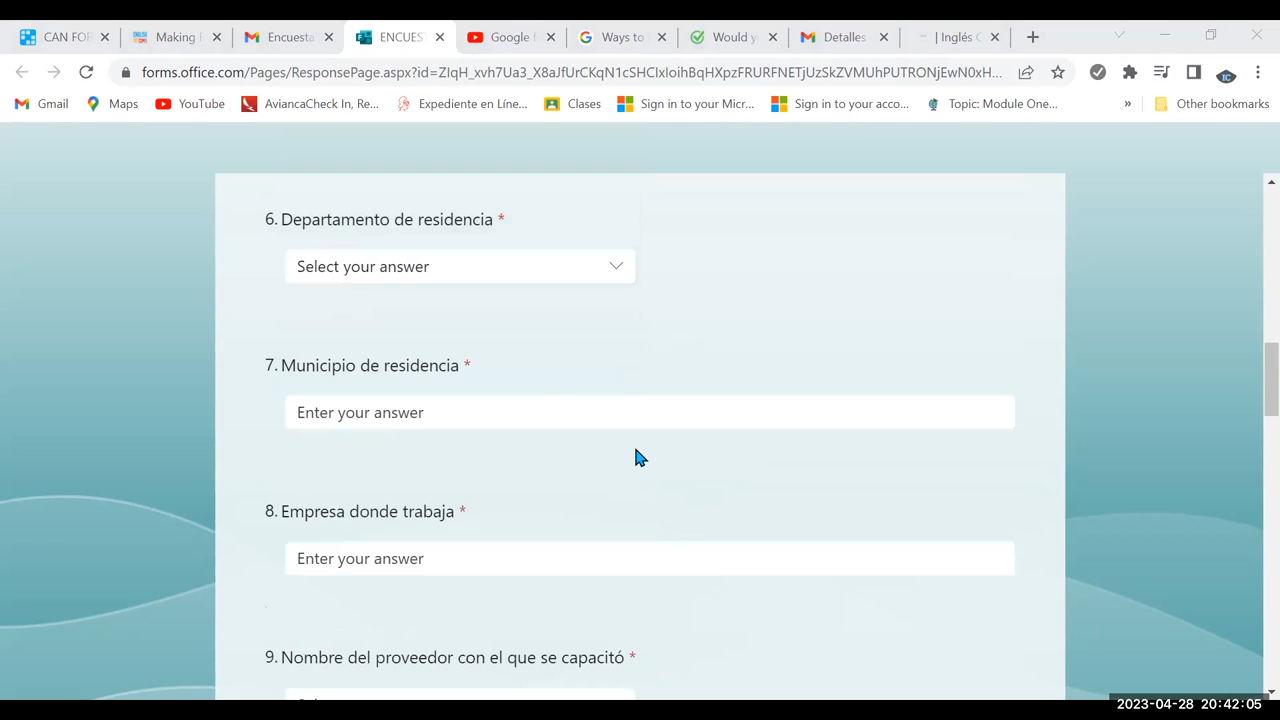 CAN FOR
Making
Encuesta
ENCUES
Google
Ways to
Would y
Detalles
| Inglés C
forms.office.com/Pages/ResponsePage.aspx?id=ZIqH_xvh7Ua3_X8aJfUrCKqN1cSHCIxIoihBqHXpzFRURFNETjUzSkZVMUhPUTRONjEwN0xH...
Gmail
Maps
YouTube
AviancaCheck In, Re...
Expediente en Líne...
Clases
Sign in to your Micr...
Sign in to your acco...
Topic: Module One...
»
Other bookmarks
6. Departamento de residencia *
Select your answer
7. Municipio de residencia *
Enter your answer
8. Empresa donde trabaja *
Enter your answer
9. Nombre del proveedor con el que se capacitó *
2023-04-28 20:42:05